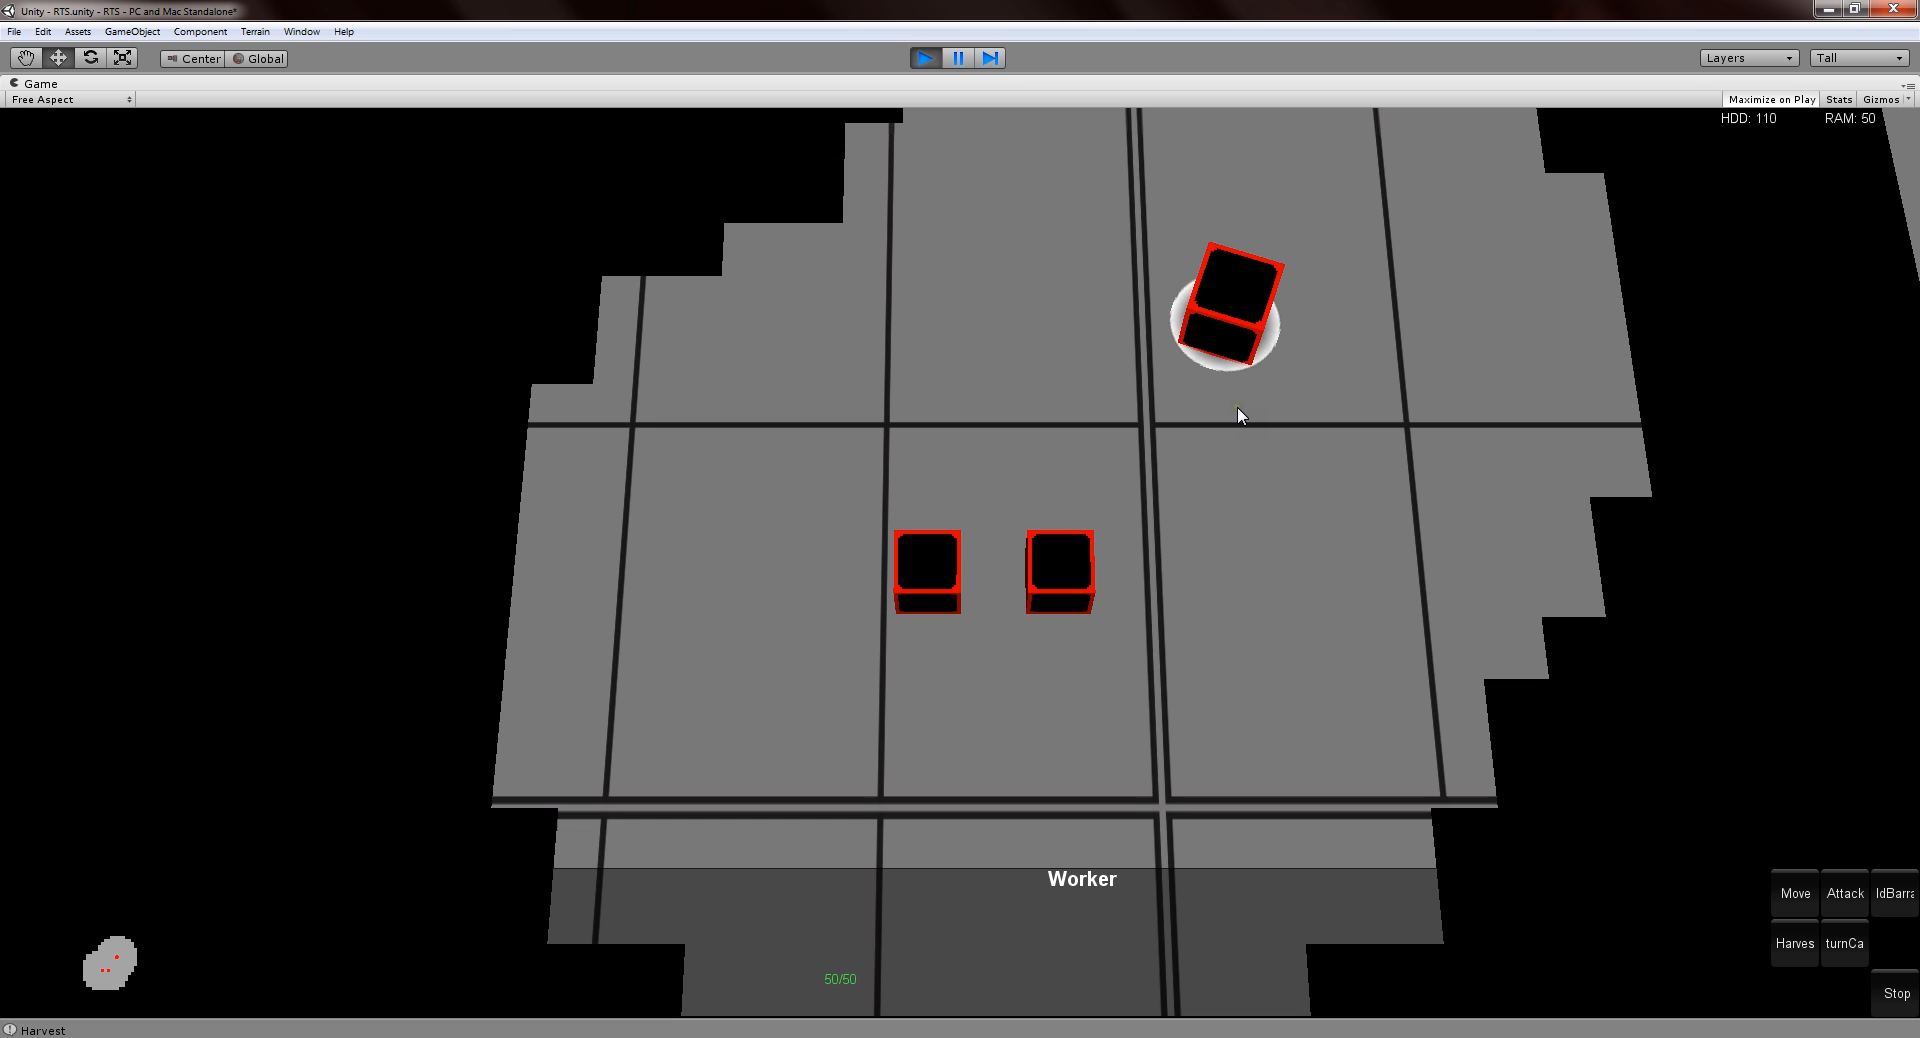 Unity - RTS.unity - RTS - PC and Mac Standalone*
File Edit Assets GameObject Component Terrain Window Help
Center Global Layers Tall
Game
Free Aspect Maximize on Play Stats Gizmos
HDD: 110 RAM: 50
Worker
Move Attack ldBarra
Harves turnCa
50/50
Stop
Harvest